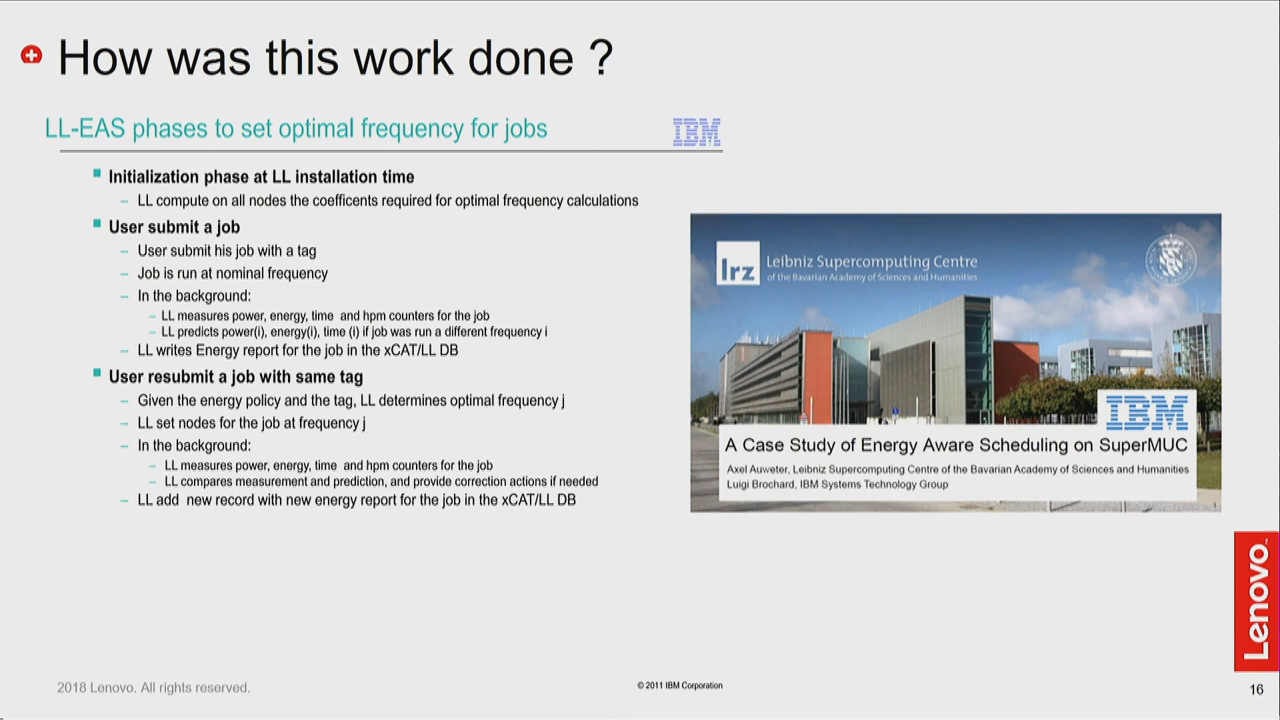 How was this work done ?
LL-EAS phases to set optimal frequency for jobs
IBM
Initialization phase at LL installation time
– LL compute on all nodes the coefficents required for optimal frequency calculations
User submit a job
– User submit his job with a tag
– Job is run at nominal frequency
– In the background:
– LL measures power, energy, time and hpm counters for the job
– LL predicts power(i), energy(i), time (i) if job was run a different frequency i
– LL writes Energy report for the job in the xCAT/LL DB
User resubmit a job with same tag
– Given the energy policy and the tag, LL determines optimal frequency j
– LL set nodes for the job at frequency j
– In the background:
– LL measures power, energy, time and hpm counters for the job
– LL compares measurement and prediction, and provide correction actions if needed
– LL add new record with new energy report for the job in the xCAT/LL DB
lrz
Leibniz Supercomputing Centre
of the Bavarian Academy of Sciences and Humanities
IBM
A Case Study of Energy Aware Scheduling on SuperMUC
Axel Auweter, Leibniz Supercomputing Centre of the Bavarian Academy of Sciences and Humanities
Luigi Brochard, IBM Systems Technology Group
Lenovo
2018 Lenovo. All rights reserved.
© 2011 IBM Corporation
16